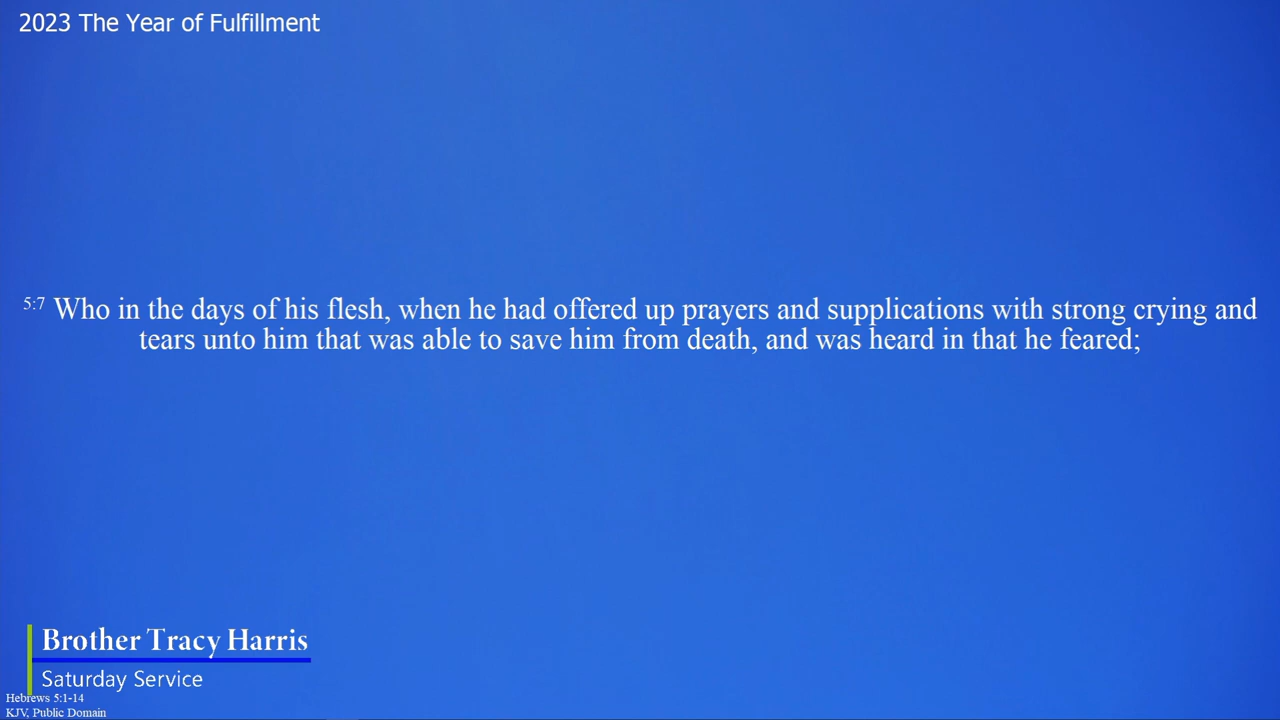 2023 The Year of Fulfillment
5:7 Who in the days of his flesh, when he had offered up prayers and supplications with strong crying and
tears unto him that was able to save him from death, and was heard in that he feared;
Brother Tracy Harris
Saturday Service
Hebrews 5:1-14
KJV, Public Domain